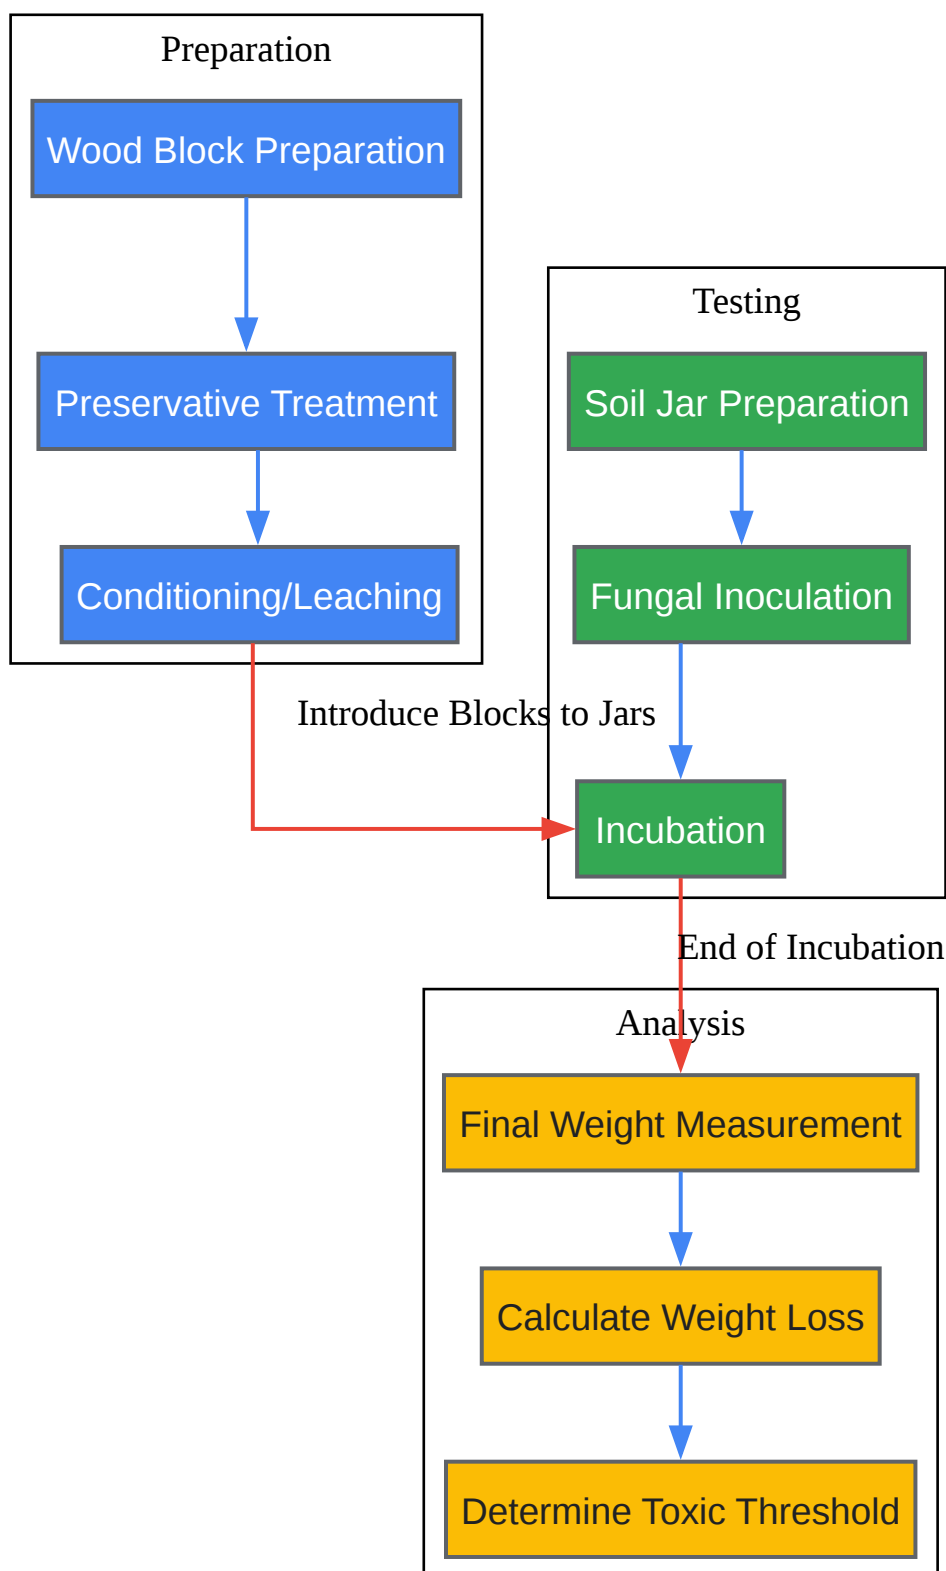 Preparation
Wood Block Preparation
Preservative Treatment
Conditioning/Leaching
Introduce Blocks to Jars
Testing
Soil Jar Preparation
Fungal Inoculation
Incubation
End of Incubation
Analysis
Final Weight Measurement
Calculate Weight Loss
Determine Toxic Threshold